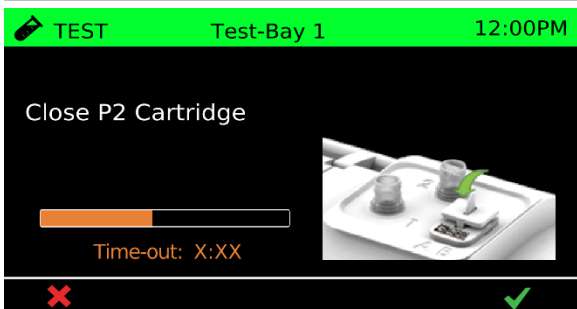 TEST
Test-Bay 1
12:00PM
Close P2 Cartridge
Time-out: X:XX